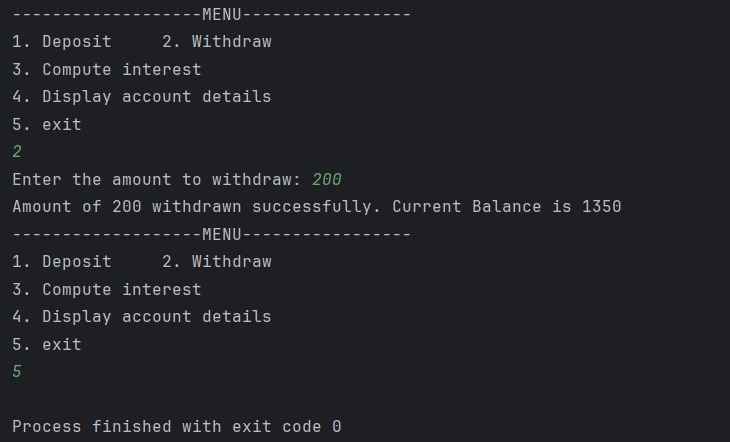 -------------------MENU-----------------
1. Deposit     2. Withdraw
3. Compute interest
4. Display account details
5. exit
2
Enter the amount to withdraw: 200
Amount of 200 withdrawn successfully. Current Balance is 1350
-------------------MENU-----------------
1. Deposit     2. Withdraw
3. Compute interest
4. Display account details
5. exit
5
Process finished with exit code 0